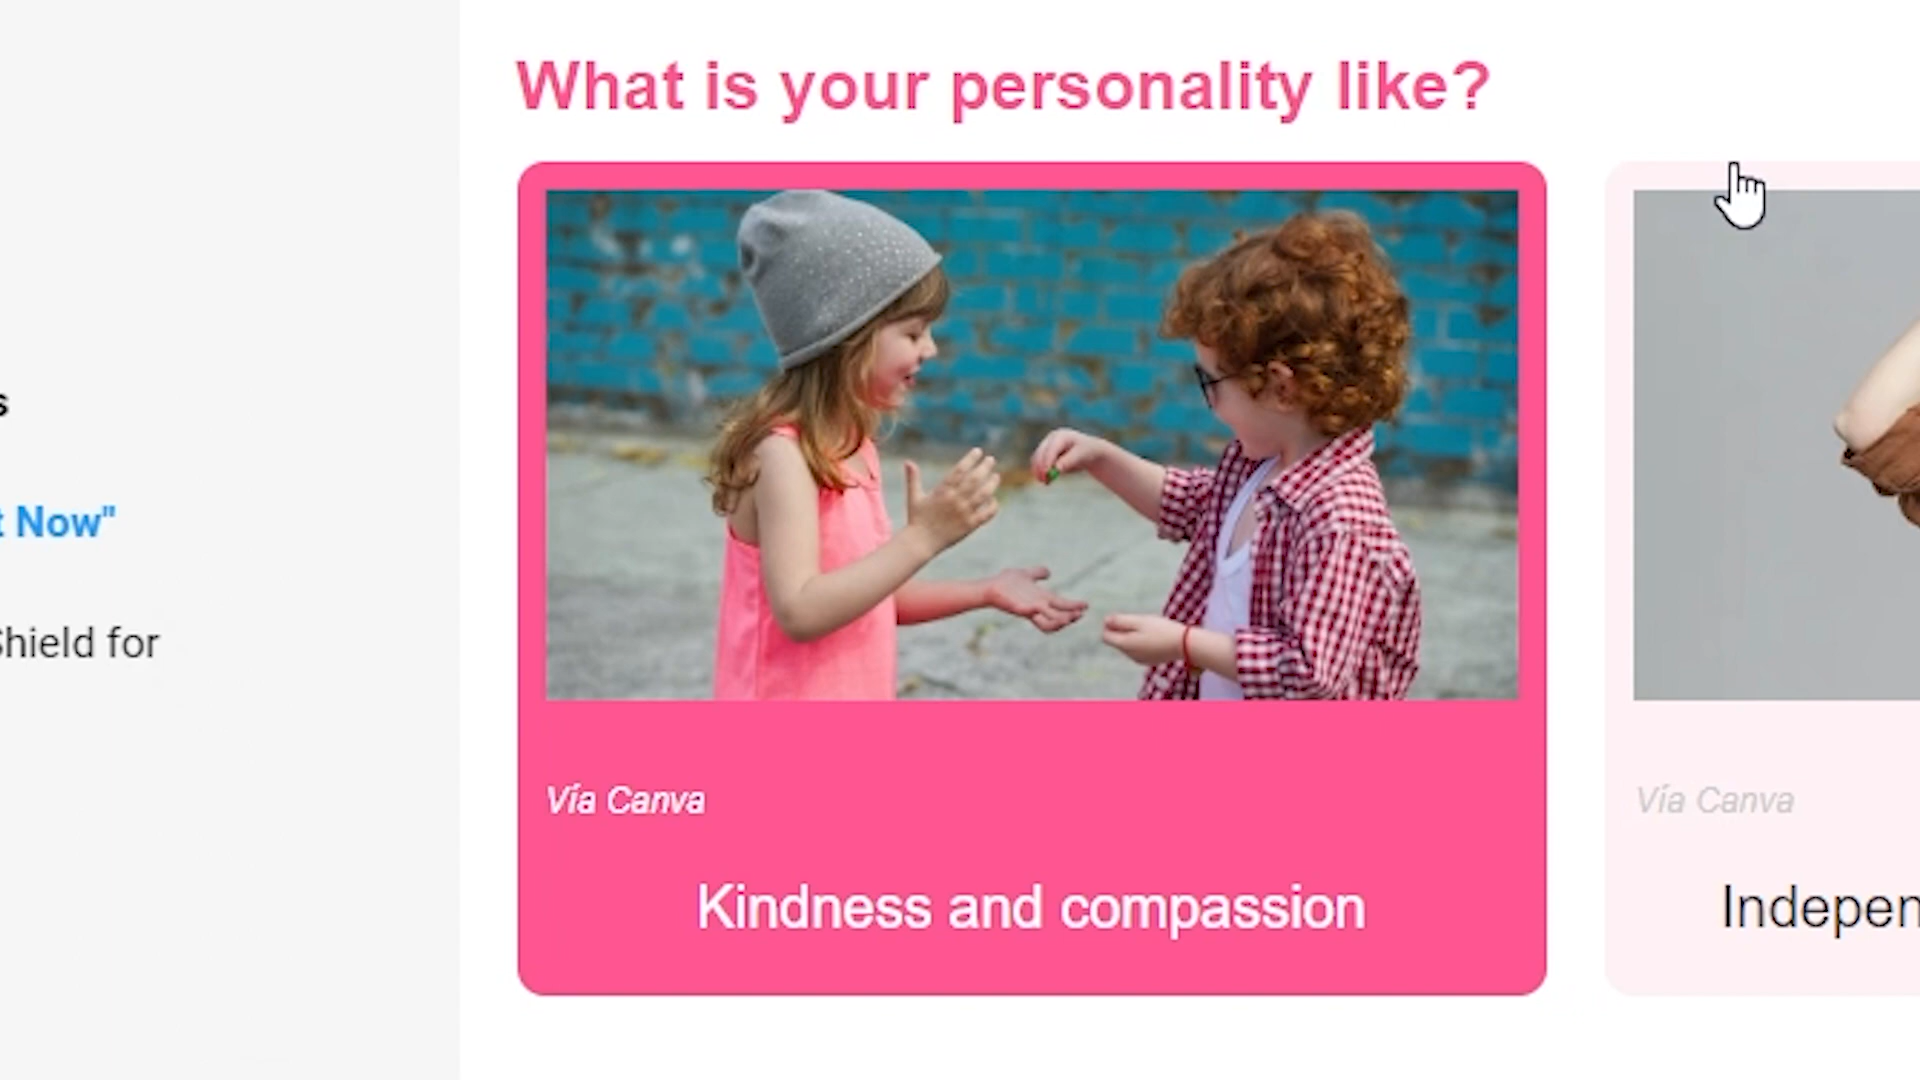 What is your personality like?
s
t Now"
Shield for
Vía Canva
Vía Canva
Kindness and compassion
Indepen